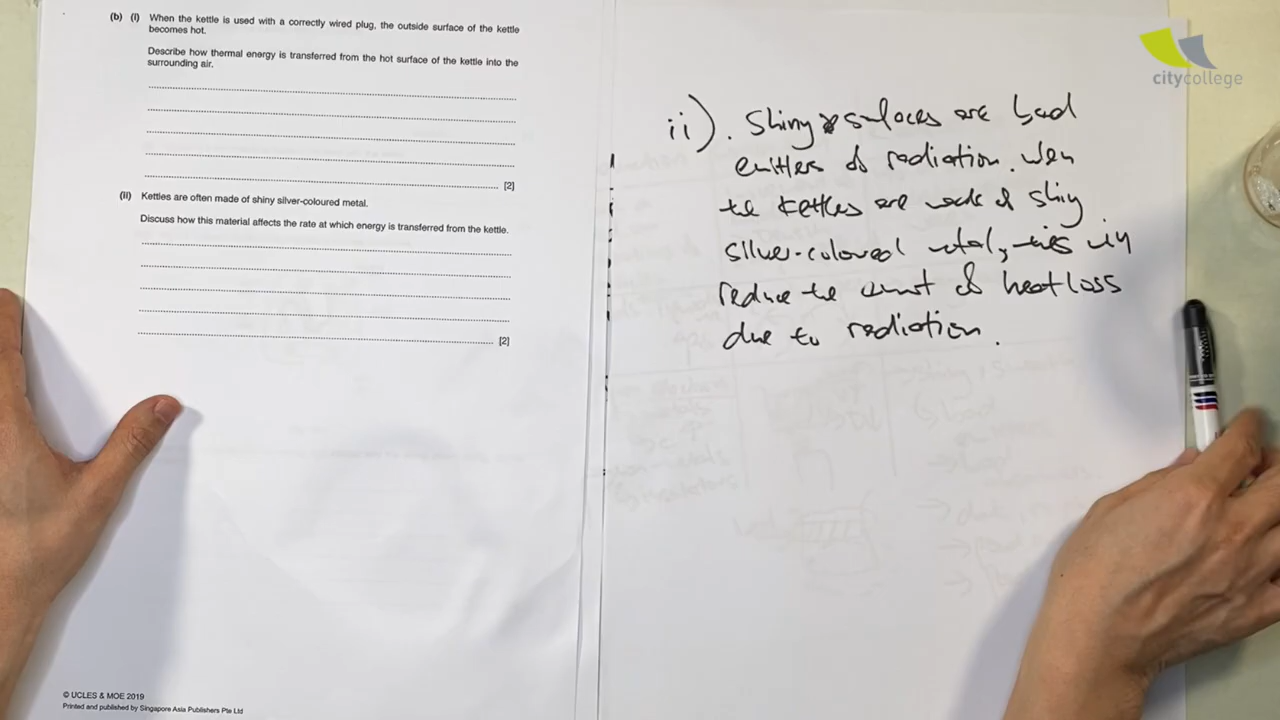 (b) (i) When the kettle is used with a correctly wired plug, the outside surface of the kettle
becomes hot.
Describe how thermal energy is transferred from the hot surface of the kettle into the
surrounding air.
[2]
(ii) Kettles are often made of shiny silver-coloured metal.
Discuss how this material affects the rate at which energy is transferred from the kettle.
[2]
© UCLES & MOE 2019
Printed and published by Singapore Asia Publishers Pte Ltd
citycollege
ii). Shiny surfaces are bad
emitters of radiation. When
the kettles are made of shiny
silver-coloured metal, this will
reduce the amount of heat loss
due to radiation.